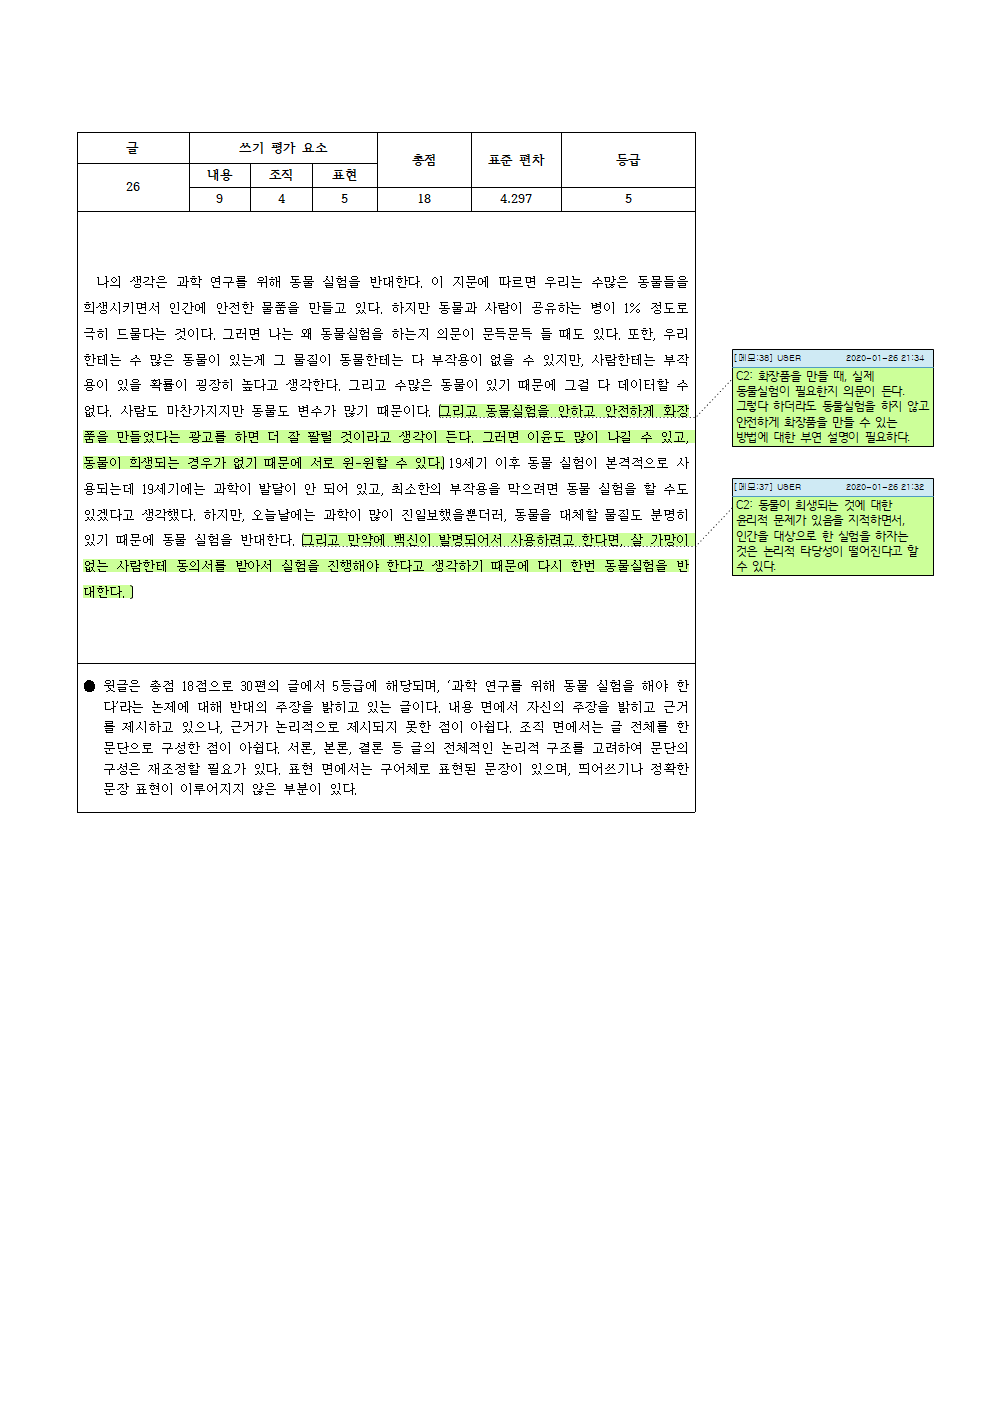 글 쓰기 평가 요소 총점 표준 편차 등급
내용 조직 표현
26 9 4 5 18 4.297 5
나의 생각은 과학 연구를 위해 동물 실험을 반대한다. 이 지문에 따르면 우리는 수많은 동물들을
희생시키면서 인간에 안전한 물품을 만들고 있다. 하지만 동물과 사람이 공유하는 병이 1% 정도로
극히 드물다는 것이다. 그러면 나는 왜 동물실험을 하는지 의문이 문득문득 들 때도 있다. 또한, 우리
한테는 수 많은 동물이 있는게 그 물질이 동물한테는 다 부작용이 없을 수 있지만, 사람한테는 부작
용이 있을 확률이 굉장히 높다고 생각한다. 그리고 수많은 동물이 있기 때문에 그걸 다 데이터할 수
없다. 사람도 마찬가지지만 동물도 변수가 많기 때문이다. [그리고 동물실험을 안하고 안전하게 화장
품을 만들었다는 광고를 하면 더 잘 팔릴 것이라고 생각이 든다. 그러면 이윤도 많이 나길 수 있고,
동물이 희생되는 경우가 없기 때문에 서로 윈-윈할 수 있다.] 19세기 이후 동물 실험이 본격적으로 사
용되는데 19세기에는 과학이 발달이 안 되어 있고, 최소한의 부작용을 막으려면 동물 실험을 할 수도
있겠다고 생각했다. 하지만, 오늘날에는 과학이 많이 진일보했을뿐더러, 동물을 대체할 물질도 분명히
있기 때문에 동물 실험을 반대한다. [그리고 만약에 백신이 발명되어서 사용하려고 한다면, 살 가망이
없는 사람한테 동의서를 받아서 실험을 진행해야 한다고 생각하기 때문에 다시 한번 동물실험을 반
대한다. ]
[메모:38] USER 2020-01-26 21:34
C2: 화장품을 만들 때, 실제
동물실험이 필요한지 의문이 든다.
그렇다 하더라도 동물실험을 하지 않고
안전하게 화장품을 만들 수 있는
방법에 대한 부연 설명이 필요하다.
[메모:37] USER 2020-01-26 21:32
C2: 동물이 희생되는 것에 대한
윤리적 문제가 있음을 지적하면서,
인간을 대상으로 한 실험을 하자는
것은 논리적 타당성이 떨어진다고 할
수 있다.
● 윗글은 총점 18점으로 30편의 글에서 5등급에 해당되며, ‘과학 연구를 위해 동물 실험을 해야 한
다’라는 논제에 대해 반대의 주장을 밝히고 있는 글이다. 내용 면에서 자신의 주장을 밝히고 근거
를 제시하고 있으나, 근거가 논리적으로 제시되지 못한 점이 아쉽다. 조직 면에서는 글 전체를 한
문단으로 구성한 점이 아쉽다. 서론, 본론, 결론 등 글의 전체적인 논리적 구조를 고려하여 문단의
구성은 재조정할 필요가 있다. 표현 면에서는 구어체로 표현된 문장이 있으며, 띄어쓰기나 정확한
문장 표현이 이루어지지 않은 부분이 있다.